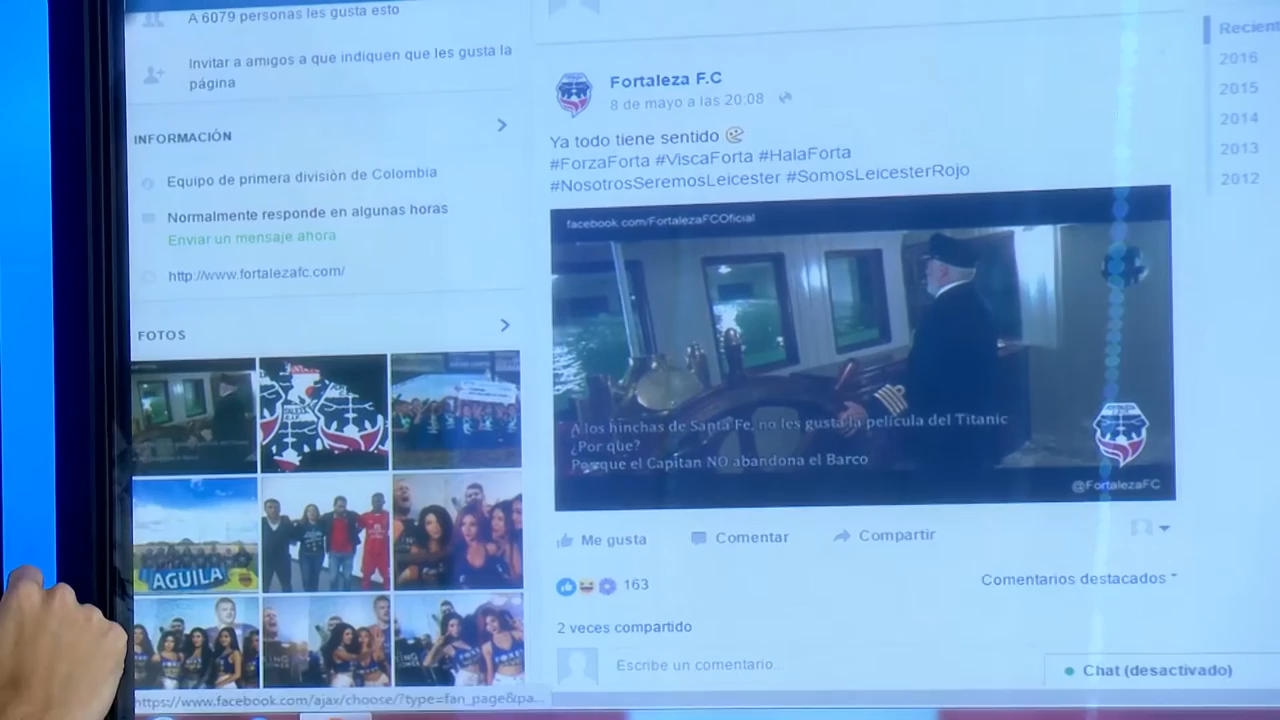 A 6079 personas les gusta esto
Invitar a amigos a que indiquen que les gusta la
página
INFORMACIÓN
Equipo de primera división de Colombia
Normalmente responde en algunas horas
Enviar un mensaje ahora
http://www.fortalezafc.com/
FOTOS
AGUILA
https://www.facebook.com/ajax/choose/?type=fan_page&pa...
Fortaleza F.C
8 de mayo a las 20:08
Ya todo tiene sentido
#ForzaForta #ViscaForta #HalaForta
#NosotrosSeremosLeicester #SomosLeicesterRojo
facebook.com/FortalezaFCOficial
A los hinchas de Santa Fe, no les gusta la película del Titanic
¿Por que?
Porque el Capitan NO abandona el Barco
@FortalezaFC
Me gusta Comentar Compartir
163
Comentarios destacados
2 veces compartido
Escribe un comentario...
Chat (desactivado)
Recient
2016
2015
2014
2013
2012